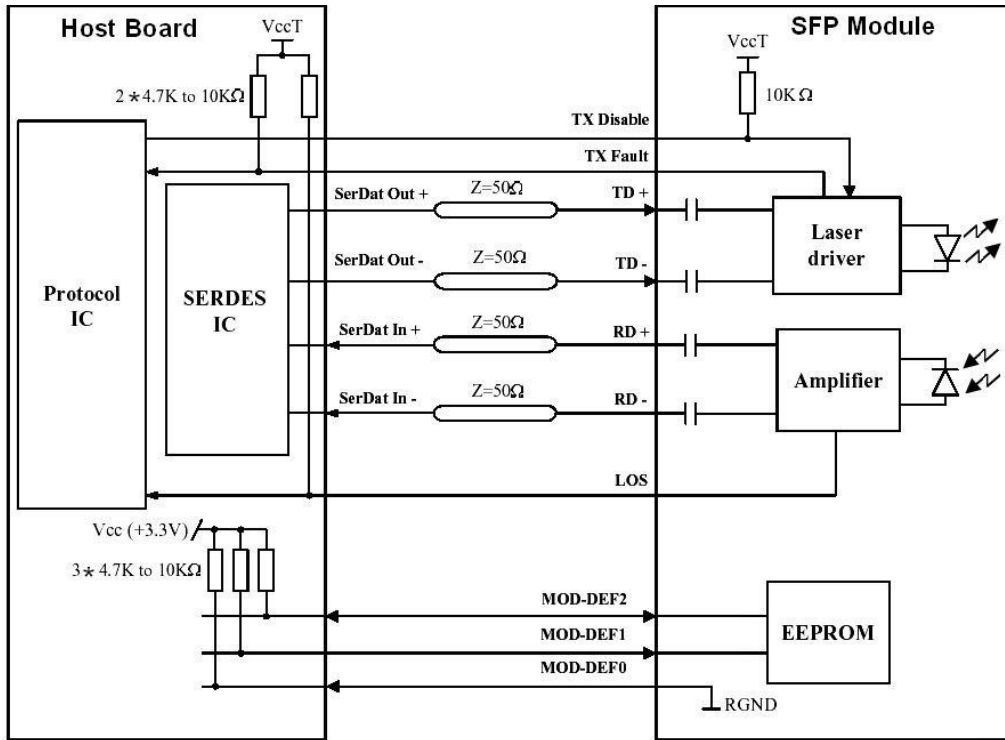 Host Board
SFP Module
VccT
VccT
2*4.7K to 10KΩ
10KΩ
TX Disable
TX Fault
SerDat Out +
Z=50Ω
TD +
SerDat Out -
Z=50Ω
TD -
Laser
driver
Protocol
IC
SERDES
IC
SerDat In +
Z=50Ω
RD +
SerDat In -
Z=50Ω
RD -
Amplifier
LOS
Vcc (+3.3V)
3*4.7K to 10KΩ
MOD-DEF2
MOD-DEF1
MOD-DEF0
EEPROM
RGND